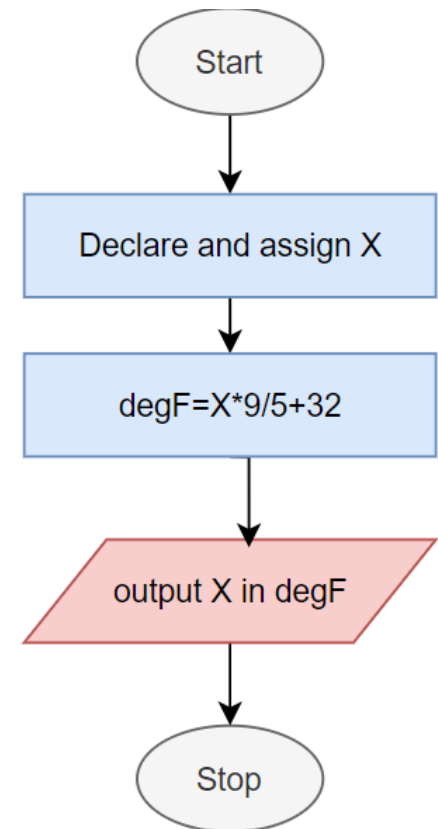 Start
Declare and assign X
degF=X*9/5+32
output X in degF
Stop